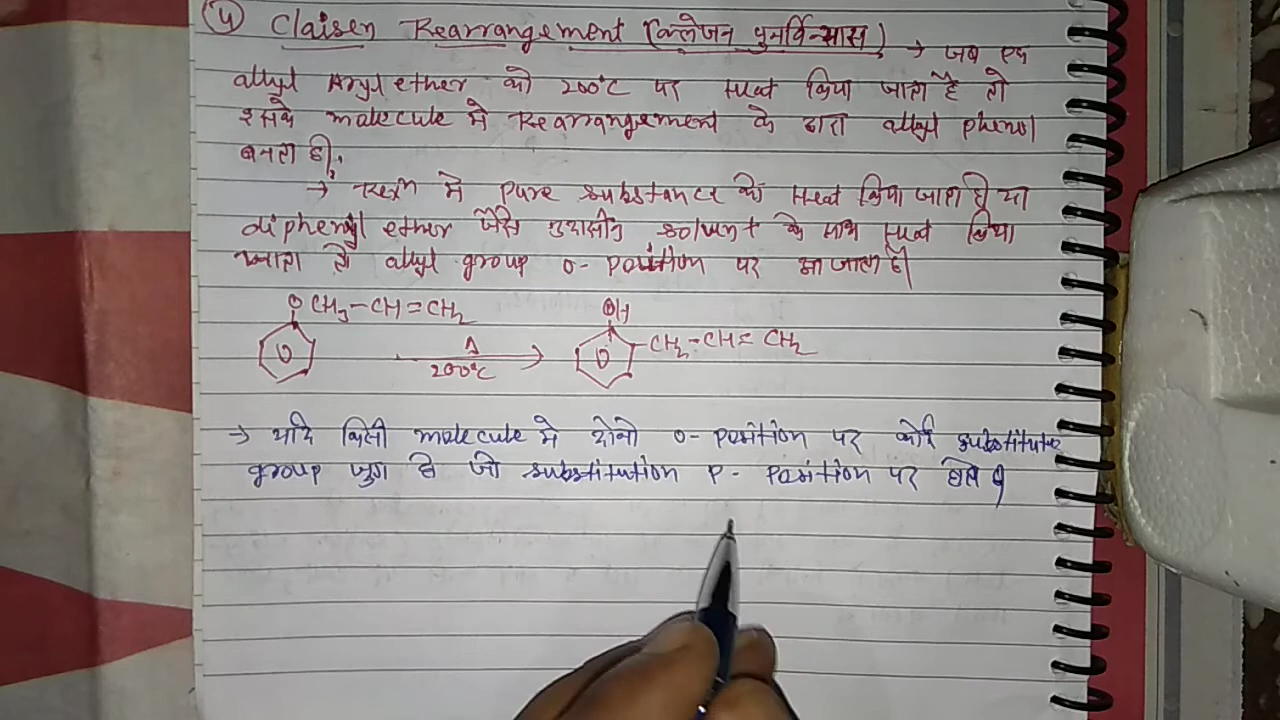 4 Claisen Rearrangement (क्लेजन पुनर्विन्यास) → जब एक
allyl Aryl ether को 200°C पर Heat किया जाता है तो
इसके molecule मे Rearrangement के द्वारा allyl phenol
बनता है।
→ Rexn मे pure substance को Heat किया जाता है या
diphenyl ether जैसे उदासीन solvent के साथ Heat किया
जाता तो allyl group o- position पर आ जाता है।
OCH₃-CH=CH₂
OH
-CH₂-CH=CH₂
Δ
200°C
→ यदि किसी molecule मे दोनो o- position पर कोई substitute
group जुडा है तो substitution p- position पर होता है